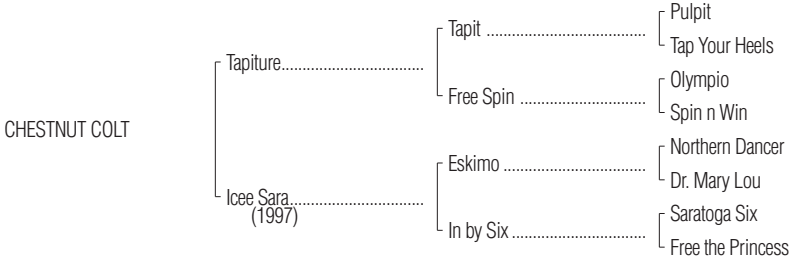 Pulpit
Tapit ..................................
Tap Your Heels
Tapiture..............................
Olympio
Free Spin ...........................
Spin n Win
CHESTNUT COLT
Northern Dancer
Eskimo ..............................
Dr. Mary Lou
Icee Sara............................
(1997)
Saratoga Six
In by Six ............................
Free the Princess